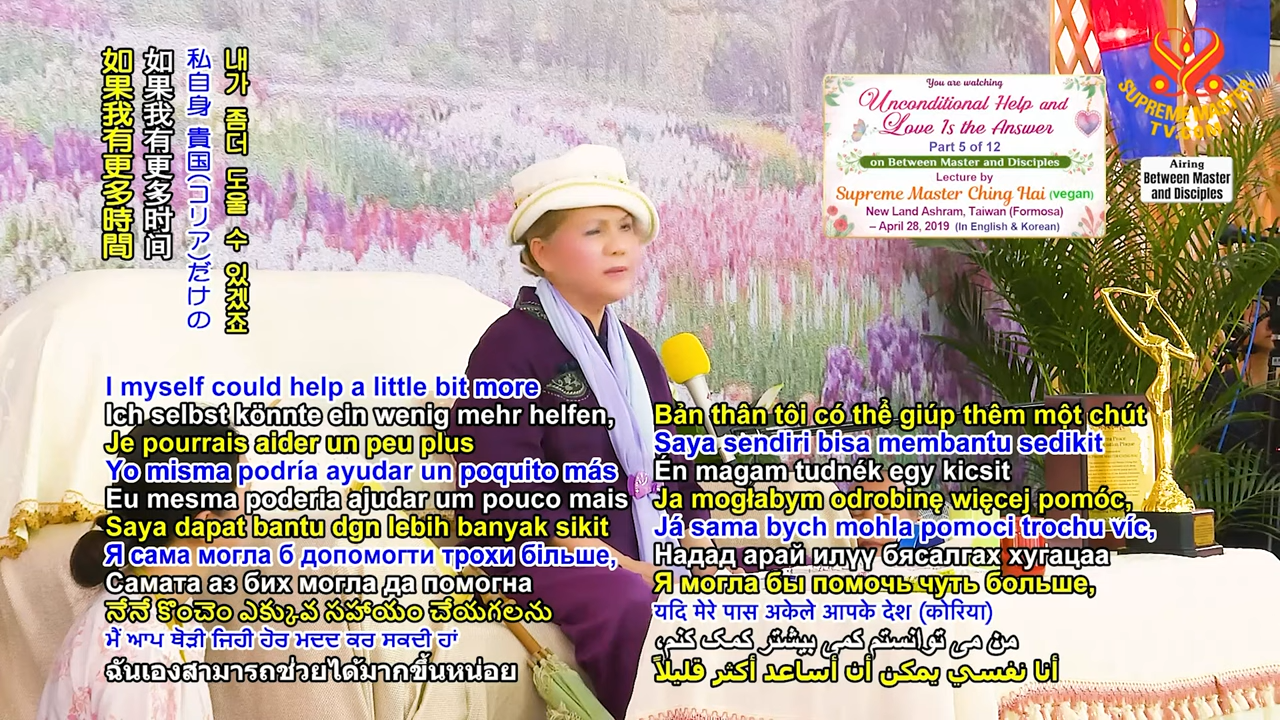 내가 좀더 도울 수 있겠죠
私自身 貴国(コリア)だけの
如果我有更多时间
如果我有更多時間
You are watching
Unconditional Help and
Love Is the Answer
Part 5 of 12
on Between Master and Disciples
Lecture by
Supreme Master Ching Hai (vegan)
New Land Ashram, Taiwan (Formosa)
– April 28, 2019 (In English & Korean)
SUPREME MASTER
TV.COM
Airing
Between Master
and Disciples
I myself could help a little bit more
Ich selbst könnte ein wenig mehr helfen,
Je pourrais aider un peu plus
Yo misma podría ayudar un poquito más
Eu mesma poderia ajudar um pouco mais
Saya dapat bantu dgn lebih banyak sikit
Я сама могла б допомогти трохи більше,
Самата аз бих могла да помогна
నేనే కొంచెం ఎక్కువ సహాయం చేయగలను
ਮੈਂ ਆਪ ਥੋੜੀ ਜਿਹੀ ਹੋਰ ਮਦਦ ਕਰ ਸਕਦੀ ਹਾਂ
ฉันเองสามารถช่วยได้มากขึ้นหน่อย
Bản thân tôi có thể giúp thêm một chút
Saya sendiri bisa membantu sedikit
Én magam tudnék egy kicsit
Ja mogłabym odrobinę więcej pomóc,
Já sama bych mohla pomoci trochu víc,
Надад арай илүү бясалгах хугацаа
Я могла бы помочь чуть больше,
यदि मेरे पास अकेले आपके देश (कोरिया)
من می توانستم کمی بیشتر کمک کنم،
أنا نفسي يمكن أن أساعد أكثر قليلاً